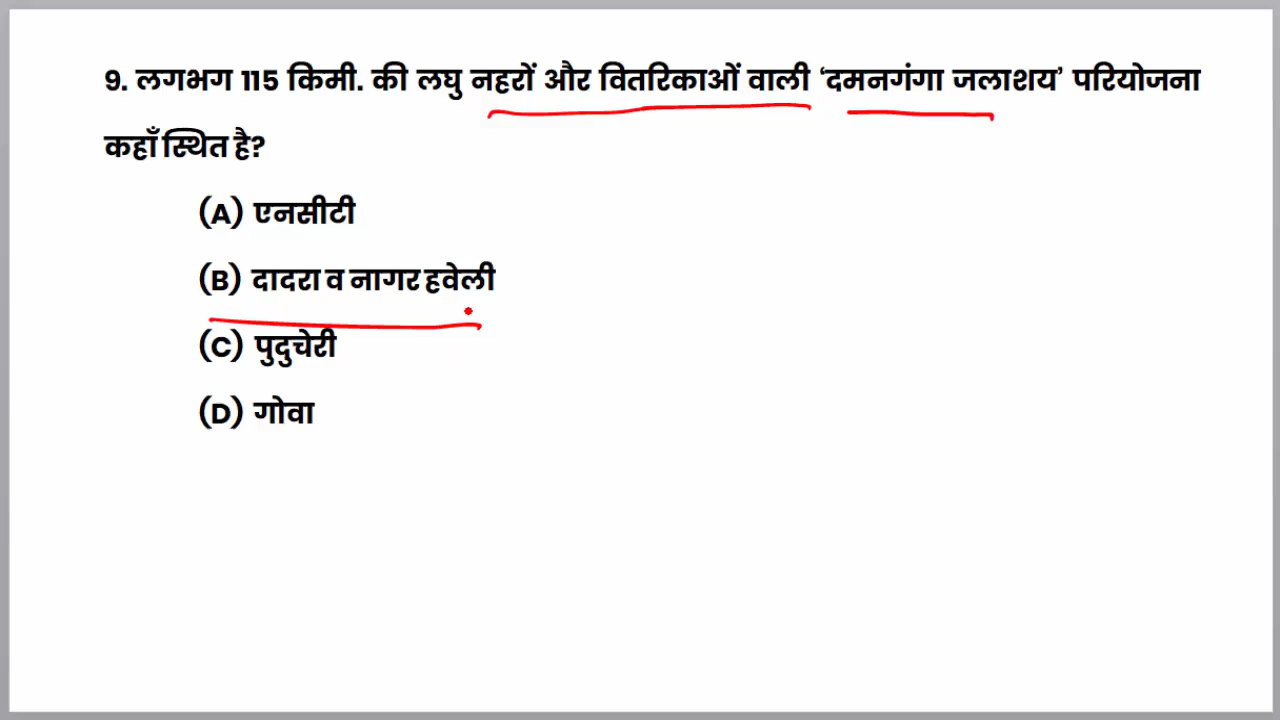 9. लगभग 115 किमी. की लघु नहरों और वितरिकाओं वाली ‘दमनगंगा जलाशय’ परियोजना
कहाँ स्थित है?
(A) एनसीटी
(B) दादरा व नागर हवेली
(C) पुदुचेरी
(D) गोवा